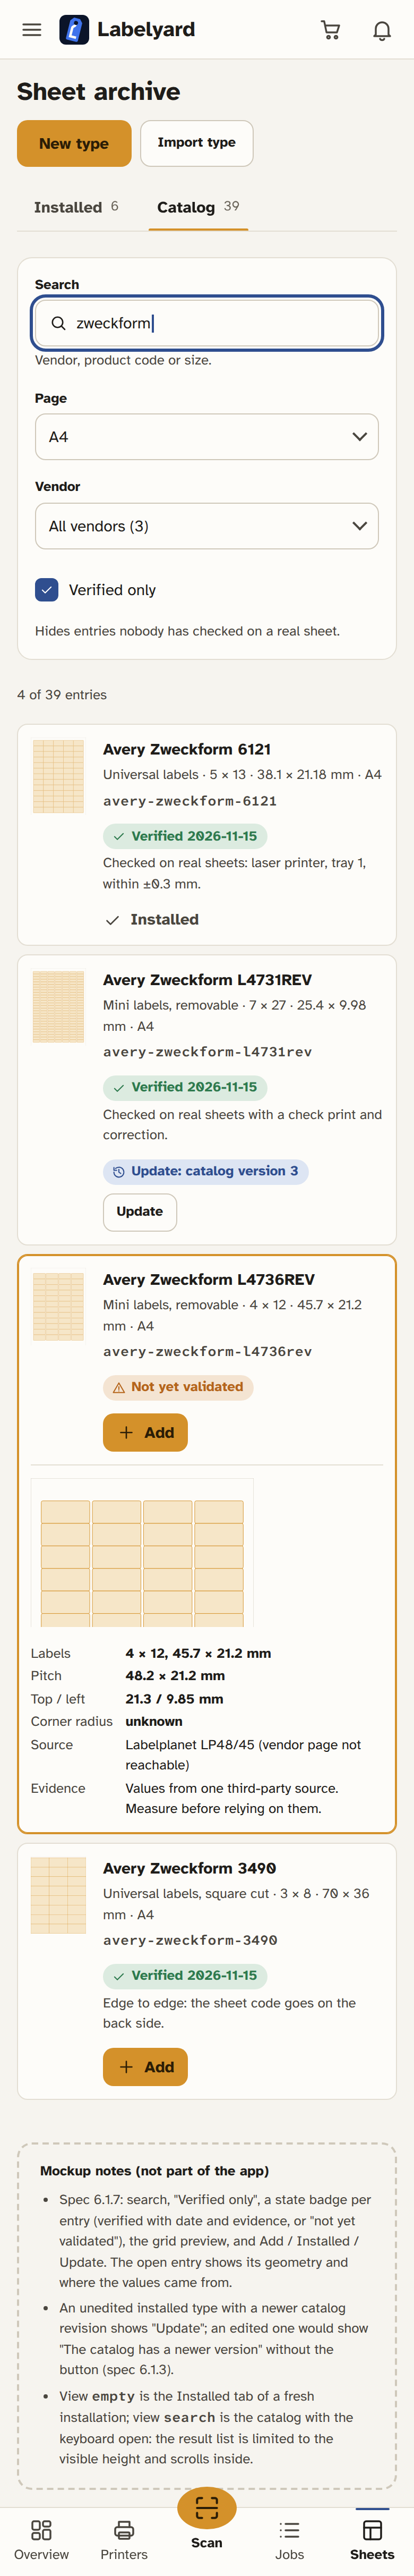 Labelyard
Sheet archive
New type
Import type
Installed 6
Catalog 39
Search
zweckform
Vendor, product code or size.
Page
A4
Vendor
All vendors (3)
Verified only
Hides entries nobody has checked on a real sheet.
4 of 39 entries
Avery Zweckform 6121
Universal labels · 5 × 13 · 38.1 × 21.18 mm · A4
avery-zweckform-6121
Verified 2026-11-15
Checked on real sheets: laser printer, tray 1,
within ±0.3 mm.
Installed
Avery Zweckform L4731REV
Mini labels, removable · 7 × 27 · 25.4 × 9.98
mm · A4
avery-zweckform-l4731rev
Verified 2026-11-15
Checked on real sheets with a check print and
correction.
Update: catalog version 3
Update
Avery Zweckform L4736REV
Mini labels, removable · 4 × 12 · 45.7 × 21.2
mm · A4
avery-zweckform-l4736rev
Not yet validated
Add
Labels 4 × 12, 45.7 × 21.2 mm
Pitch 48.2 × 21.2 mm
Top / left 21.3 / 9.85 mm
Corner radius unknown
Source Labelplanet LP48/45 (vendor page not
reachable)
Evidence Values from one third-party source.
Measure before relying on them.
Avery Zweckform 3490
Universal labels, square cut · 3 × 8 · 70 × 36
mm · A4
avery-zweckform-3490
Verified 2026-11-15
Edge to edge: the sheet code goes on the
back side.
Add
Mockup notes (not part of the app)
• Spec 6.1.7: search, "Verified only", a state badge per
entry (verified with date and evidence, or "not yet
validated"), the grid preview, and Add / Installed /
Update. The open entry shows its geometry and
where the values came from.
• An unedited installed type with a newer catalog
revision shows "Update"; an edited one would show
"The catalog has a newer version" without the
button (spec 6.1.3).
• View empty is the Installed tab of a fresh
installation; view search is the catalog with the
keyboard open: the result list is limited to the
visible height and scrolls inside.
Overview
Printers
Scan
Jobs
Sheets